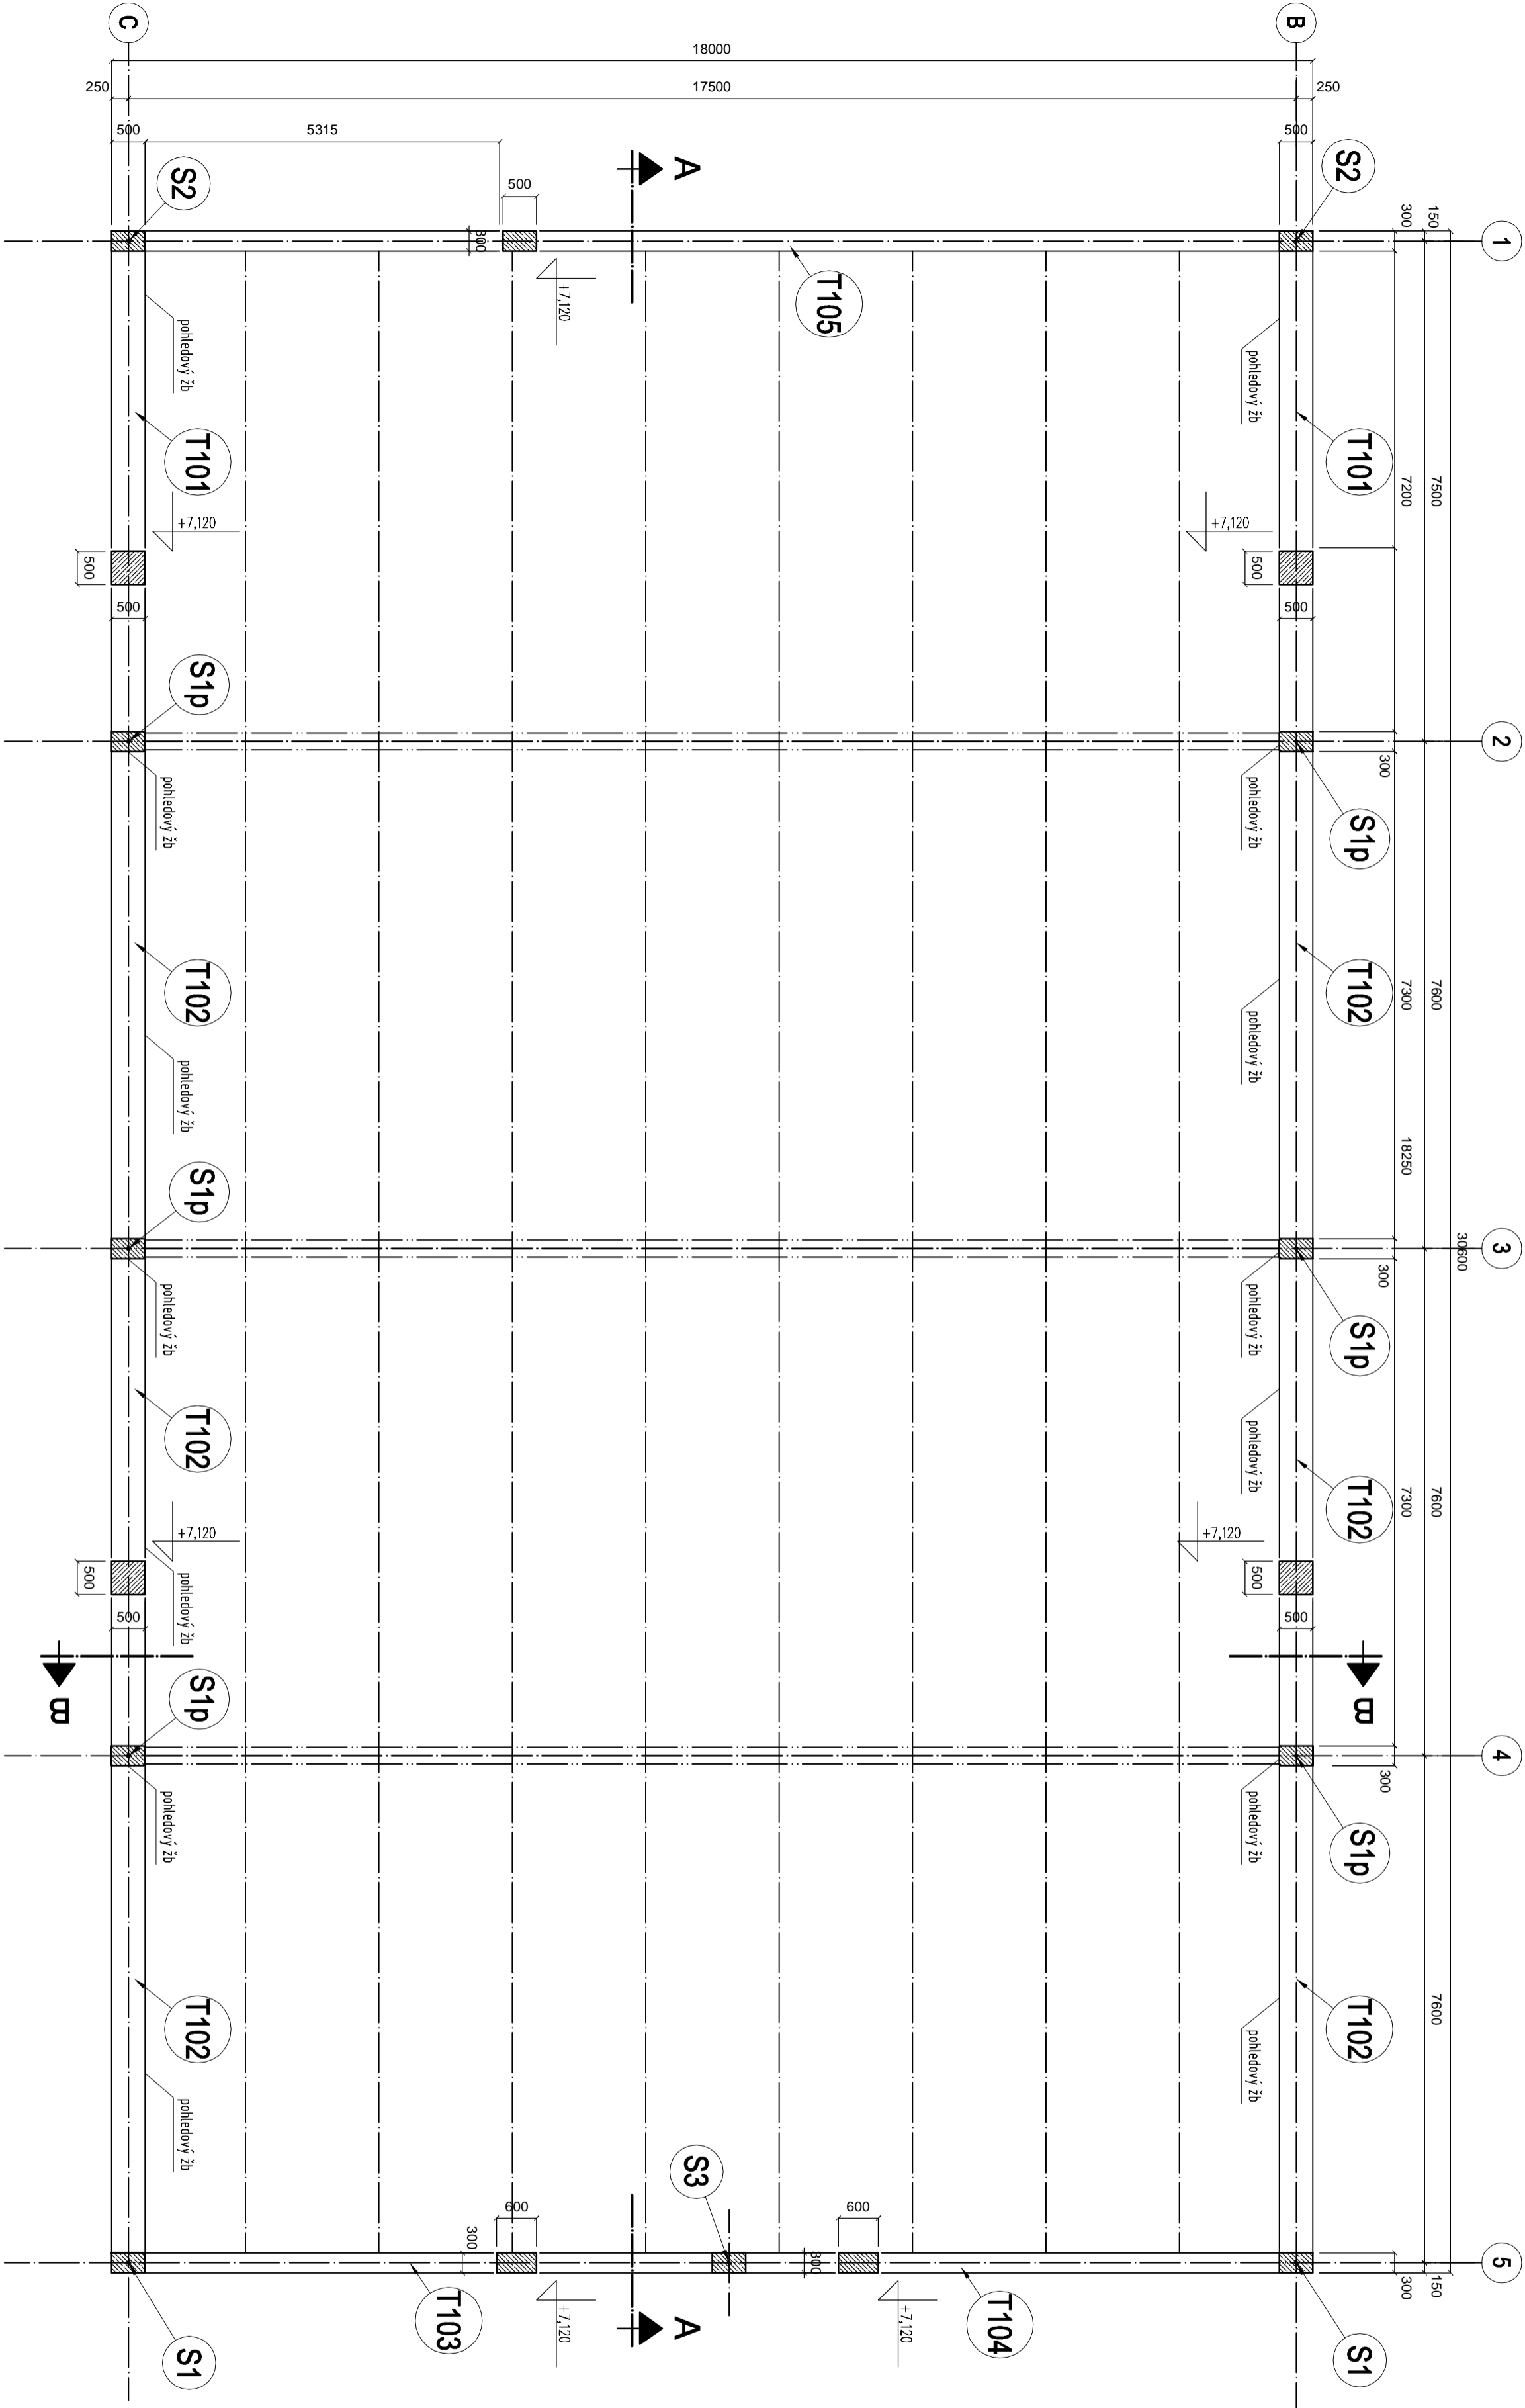 C
B
18000
250
17500
250
500
5315
500
S2
A
S2
500
300
150
1
300
+7,120
T105
pohledový žb
pohledový žb
T101
T101
7200
7500
+7,120
+7,120
500
500
500
500
S1p
2
pohledový žb
pohledový žb
300
S1p
T102
T102
7300
7600
pohledový žb
pohledový žb
18250
S1p
30600
3
pohledový žb
pohledový žb
300
S1p
T102
pohledový žb
T102
7300
7600
+7,120
+7,120
500
pohledový žb
500
500
500
B
B
S1p
4
pohledový žb
pohledový žb
300
S1p
T102
T102
7600
pohledový žb
pohledový žb
S3
600
600
300
300
5
300
150
T103
+7,120
A
+7,120
T104
S1
S1